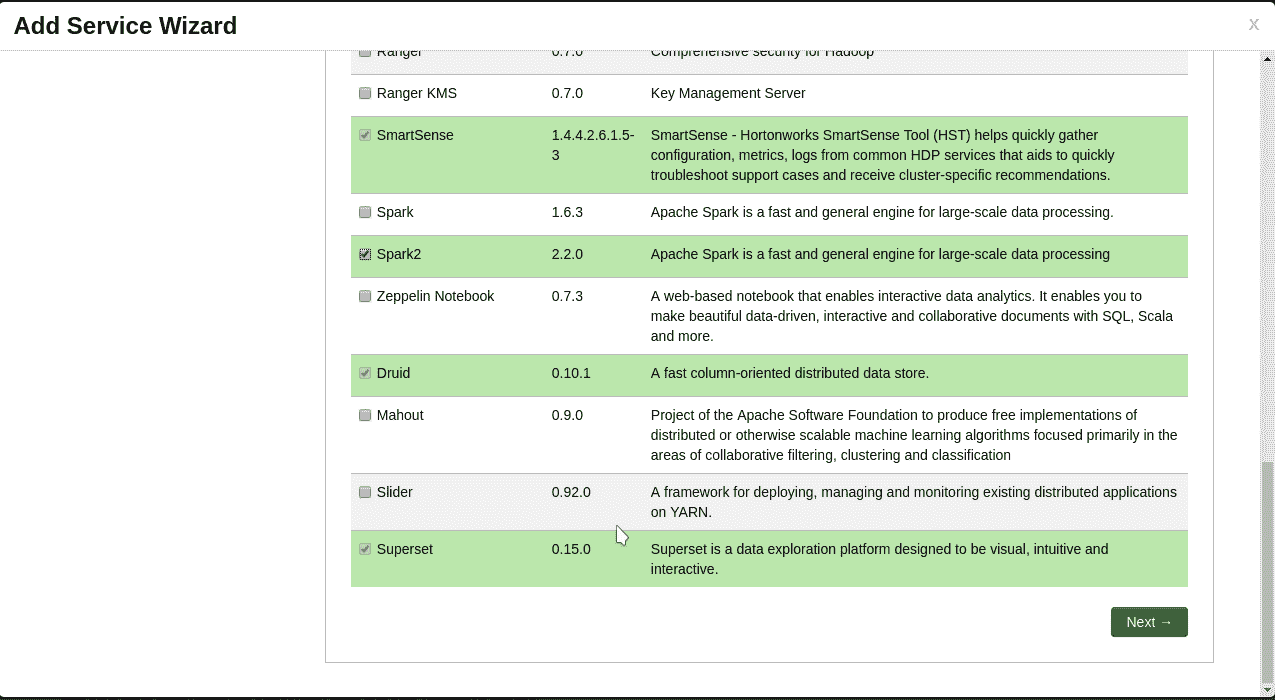 Add Service Wizard
X
Ranger 0.7.0 Comprehensive security for Hadoop
Ranger KMS 0.7.0 Key Management Server
SmartSense 1.4.4.2.6.1.5- SmartSense - Hortonworks SmartSense Tool (HST) helps quickly gather
3 configuration, metrics, logs from common HDP services that aids to quickly
troubleshoot support cases and receive cluster-specific recommendations.
Spark 1.6.3 Apache Spark is a fast and general engine for large-scale data processing.
Spark2 2.2.0 Apache Spark is a fast and general engine for large-scale data processing
Zeppelin Notebook 0.7.3 A web-based notebook that enables interactive data analytics. It enables you to
make beautiful data-driven, interactive and collaborative documents with SQL, Scala
and more.
Druid 0.10.1 A fast column-oriented distributed data store.
Mahout 0.9.0 Project of the Apache Software Foundation to produce free implementations of
distributed or otherwise scalable machine learning algorithms focused primarily in the
areas of collaborative filtering, clustering and classification
Slider 0.92.0 A framework for deploying, managing and monitoring existing distributed applications
on YARN.
Superset 0.15.0 Superset is a data exploration platform designed to be visual, intuitive and
interactive.
Next →